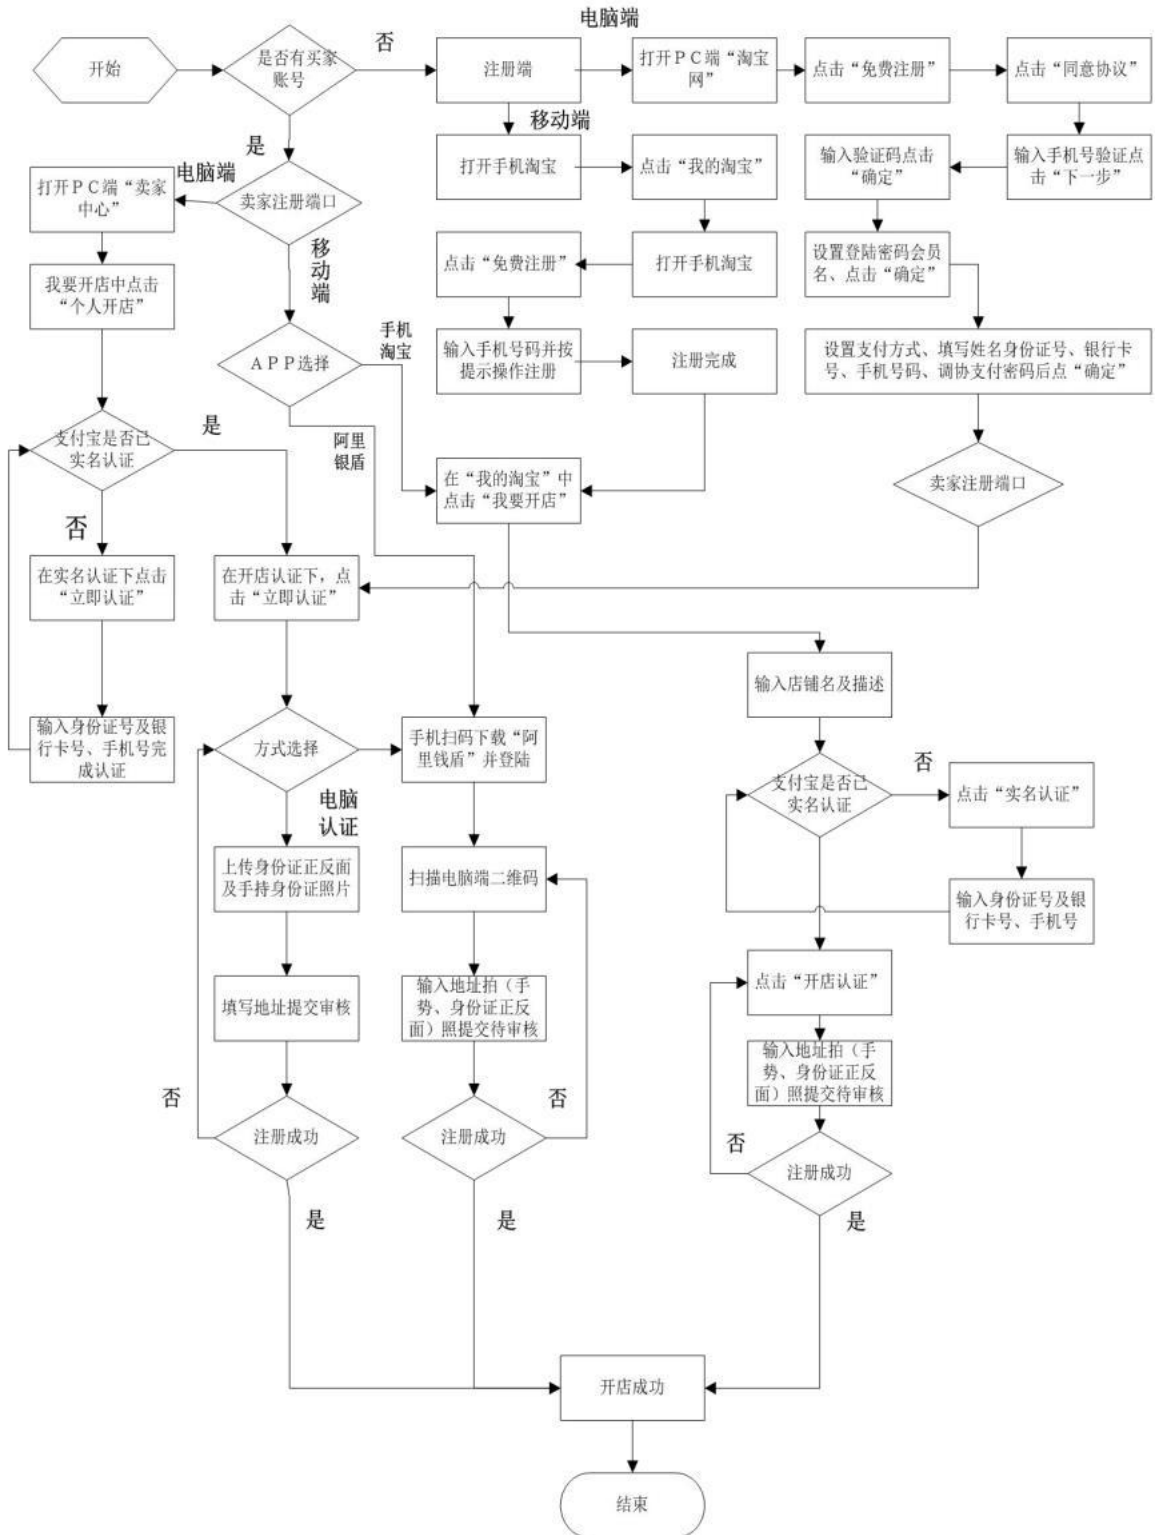 电脑端
开始
是否有买家
账号
否
注册端
打开ＰＣ端“淘宝
网”
点击“免费注册”
点击“同意协议”
是
移动端
打开手机淘宝
点击“我的淘宝”
输入验证码点击
“确定”
输入手机号验证点
击“下一步”
电脑端
打开ＰＣ端“卖家
中心”
卖家注册端口
移
动
端
点击“免费注册”
打开手机淘宝
设置登陆密码会员
名、点击“确定”
我要开店中点击
“个人开店”
手机
淘宝
ＡＰＰ选择
输入手机号码并按
提示操作注册
注册完成
设置支付方式、填写姓名身份证号、银行卡
号、手机号码、调协支付密码后点“确定”
支付宝是否已
实名认证
是
阿里
银盾
在“我的淘宝”中
点击“我要开店”
卖家注册端口
否
在实名认证下点击
“立即认证”
在开店认证下，点
击“立即认证”
输入店铺名及描述
输入身份证号及银
行卡号、手机号完
成认证
方式选择
手机扫码下载“阿
里钱盾”并登陆
电脑
认证
支付宝是否已
实名认证
否
点击“实名认证”
上传身份证正反面
及手持身份证照片
扫描电脑端二维码
输入身份证号及银
行卡号、手机号
填写地址提交审核
输入地址拍（手
势、身份证正反
面）照提交待审核
点击“开店认证”
输入地址拍（手
势、身份证正反
面）照提交待审核
否
注册成功
注册成功
否
否
注册成功
是
是
是
开店成功
结束